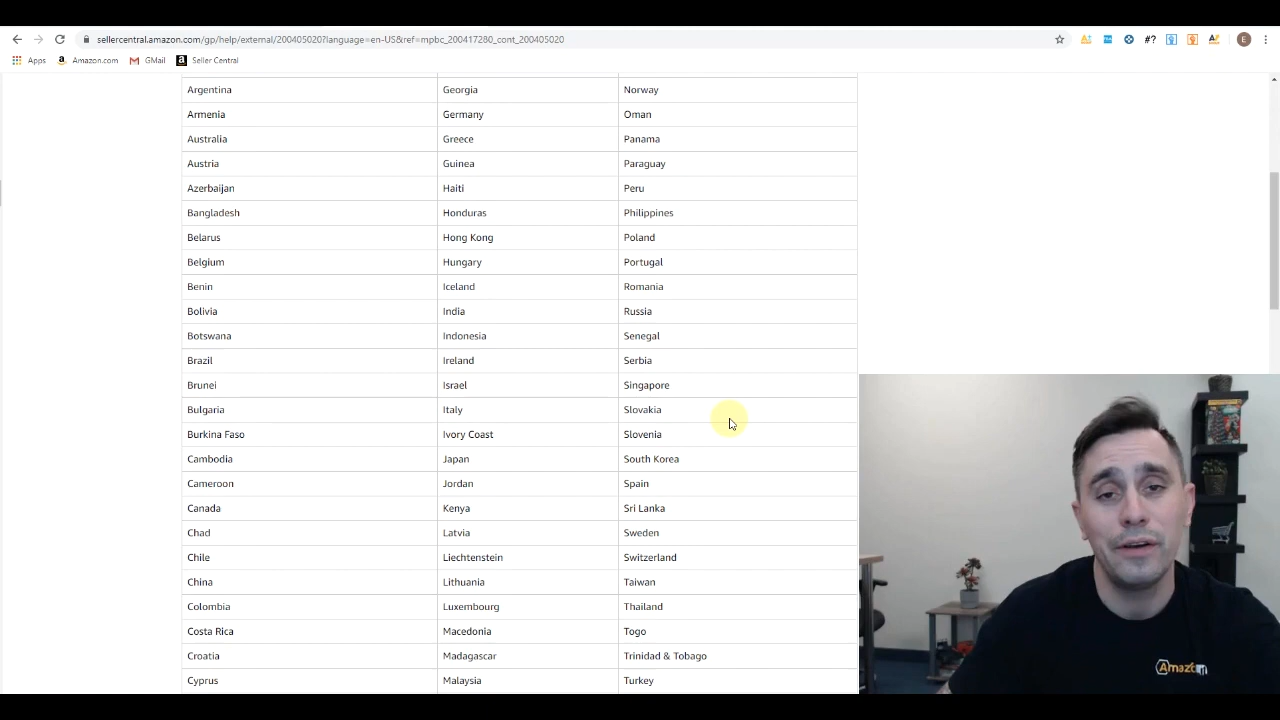 sellercentral.amazon.com/gp/help/external/200405020?language=en-US&ref=mpbc_200417280_cont_200405020
#?
E
Apps Amazon.com GMail Seller Central
Argentina Georgia Norway
Armenia Germany Oman
Australia Greece Panama
Austria Guinea Paraguay
Azerbaijan Haiti Peru
Bangladesh Honduras Philippines
Belarus Hong Kong Poland
Belgium Hungary Portugal
Benin Iceland Romania
Bolivia India Russia
Botswana Indonesia Senegal
Brazil Ireland Serbia
Brunei Israel Singapore
Bulgaria Italy Slovakia
Burkina Faso Ivory Coast Slovenia
Cambodia Japan South Korea
Cameroon Jordan Spain
Canada Kenya Sri Lanka
Chad Latvia Sweden
Chile Liechtenstein Switzerland
China Lithuania Taiwan
Colombia Luxembourg Thailand
Costa Rica Macedonia Togo
Croatia Madagascar Trinidad & Tobago
Cyprus Malaysia Turkey